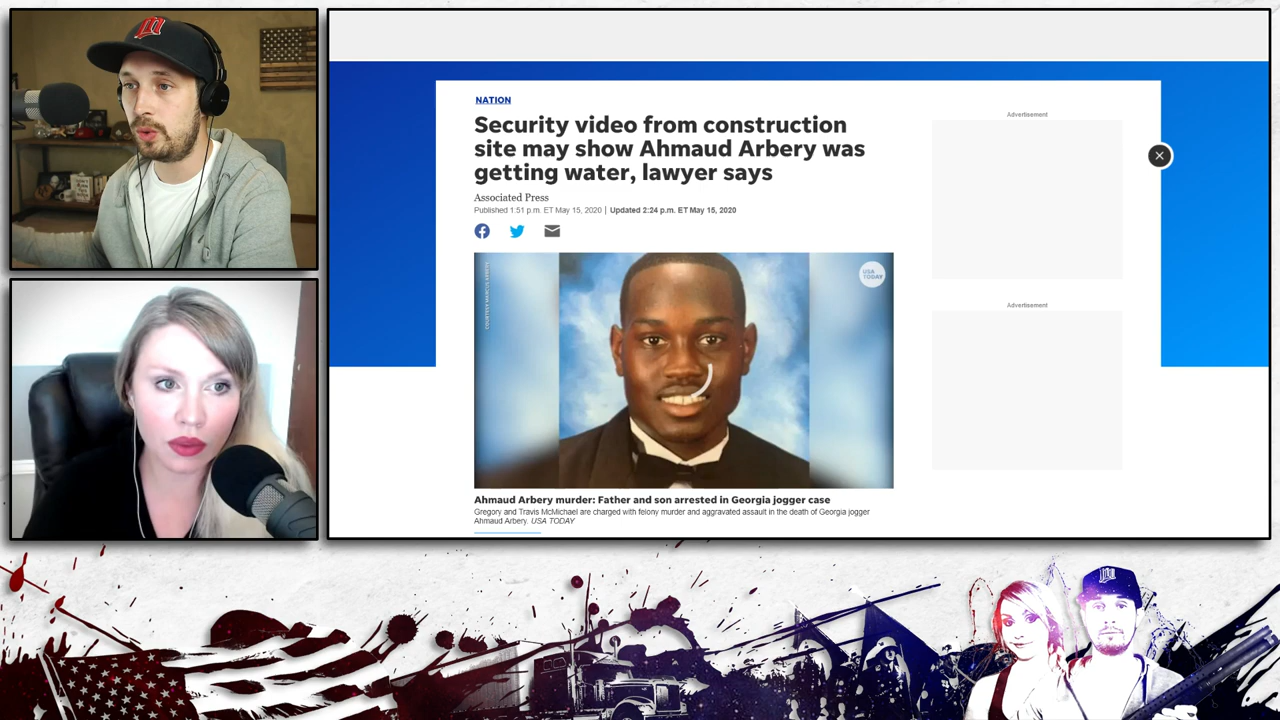 NATION
Security video from construction
site may show Ahmaud Arbery was
getting water, lawyer says
Associated Press
Published 1:51 p.m. ET May 15, 2020 | Updated 2:24 p.m. ET May 15, 2020
COURTESY MARCUS ARBERY
USA
TODAY
Ahmaud Arbery murder: Father and son arrested in Georgia jogger case
Gregory and Travis McMichael are charged with felony murder and aggravated assault in the death of Georgia jogger
Ahmaud Arbery. USA TODAY
Advertisement
Advertisement